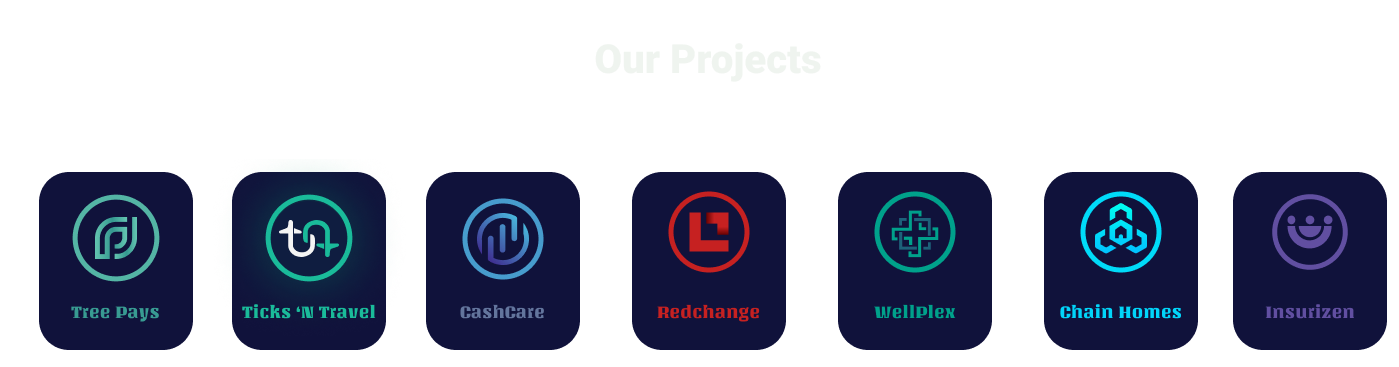 Our Projects
Tree Pays
Ticks ‘N Travel
CashCare
Redchange
WellPlex
Chain Homes
Insurizen